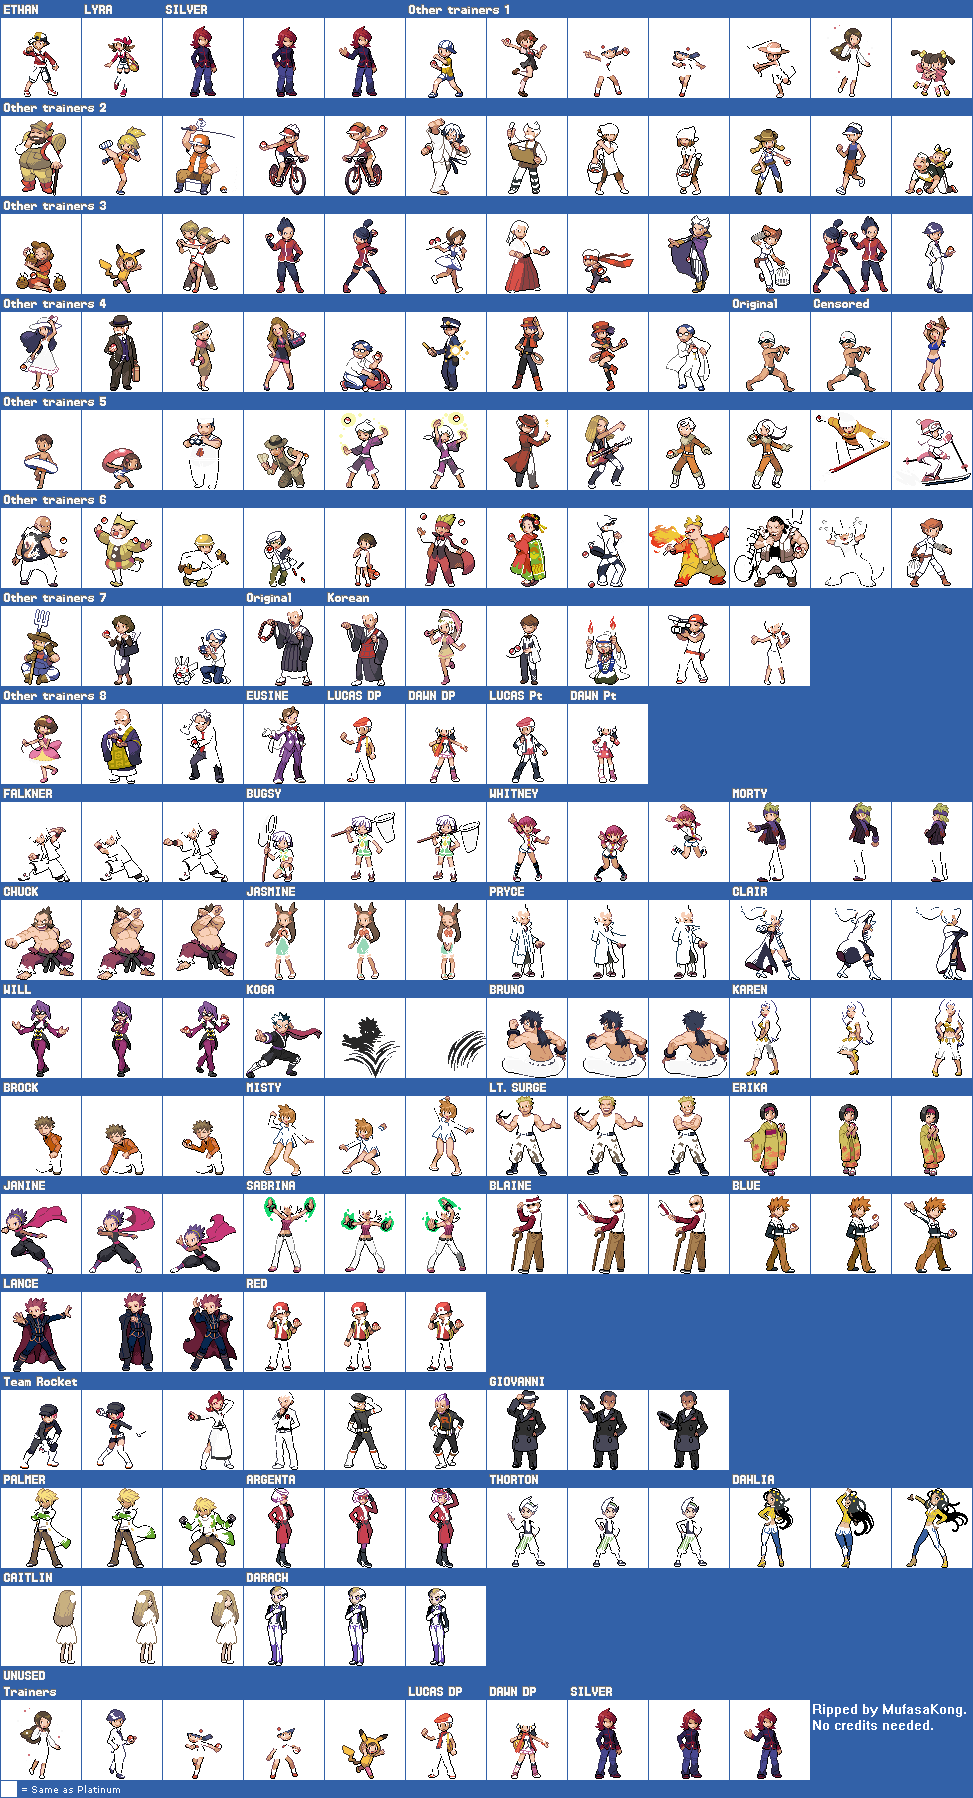 ETHAN LYRA SILVER Other trainers 1
Other trainers 2
Other trainers 3
Other trainers 4 Original Censored
Other trainers 5
Other trainers 6
Other trainers 7 Original Korean
Other trainers 8 EUSINE LUCAS DP DAWN DP LUCAS Pt DAWN Pt
FALKNER BUGSY WHITNEY MORTY
CHUCK JASMINE PRYCE CLAIR
WILL KOGA BRUNO KAREN
BROCK MISTY LT. SURGE ERIKA
JANINE SABRINA BLAINE BLUE
LANCE RED
Team Rocket GIOVANNI
PALMER ARGENTA THORTON DAHLIA
CAITLIN DARACH
UNUSED
Trainers LUCAS DP DAWN DP SILVER
Ripped by MufasaKong.
No credits needed.
= Same as Platinum